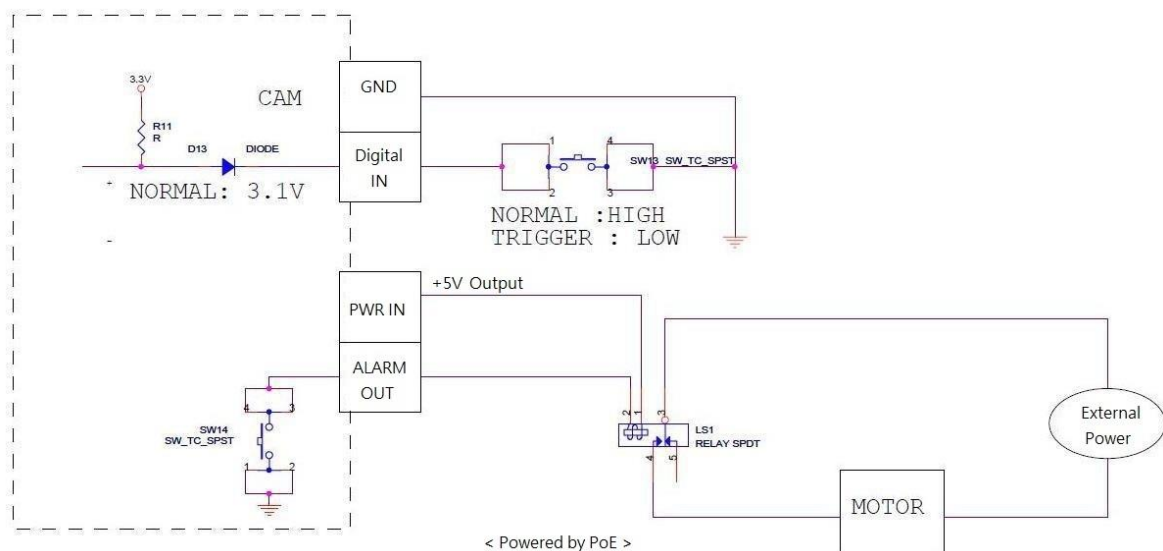 3.3V
R11
R
CAM
D13
DIODE
NORMAL: 3.1V
+
-
GND
Digital
IN
1
4
2
3
SW13 SW_TC_SPST
NORMAL :HIGH
TRIGGER : LOW
PWR IN
+5V Output
ALARM
OUT
4
3
SW14
SW_TC_SPST
1
2
2
1
3
LS1
RELAY SPDT
4
5
External
Power
MOTOR
< Powered by PoE >